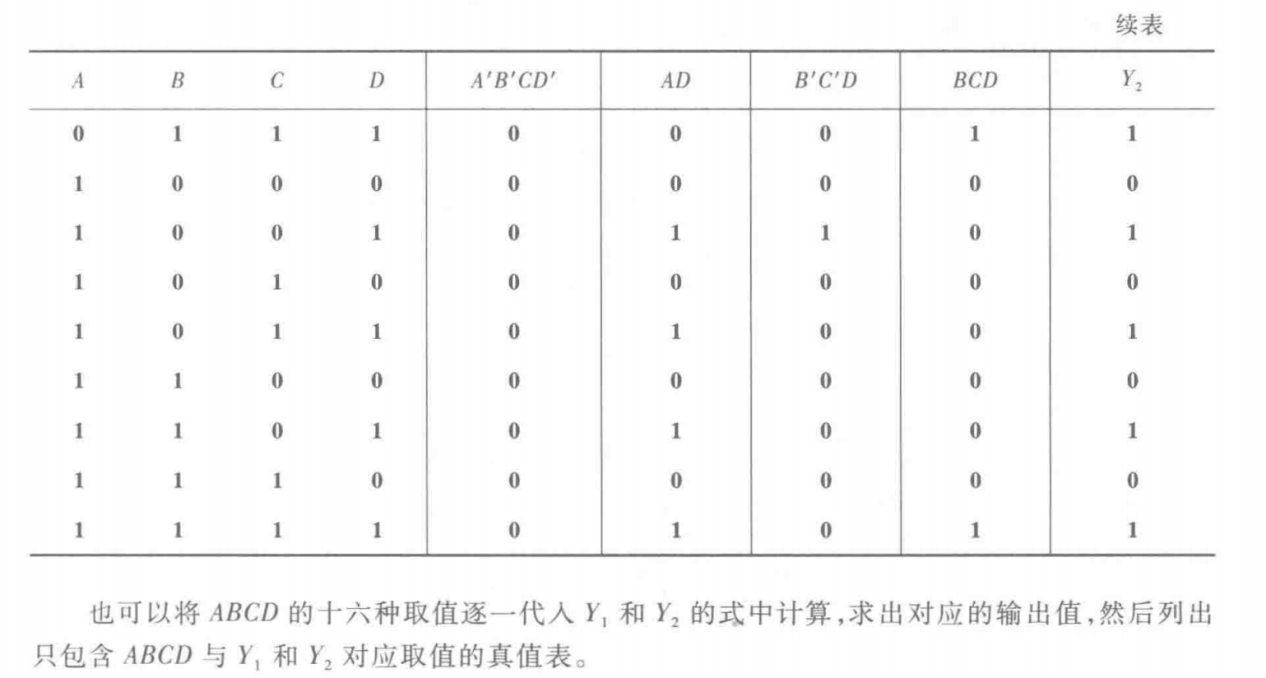 续表
A B C D A'B'CD' AD B'C'D BCD Y₂
0 1 1 1 0 0 0 1 1
1 0 0 0 0 0 0 0 0
1 0 0 1 0 1 1 0 1
1 0 1 0 0 0 0 0 0
1 0 1 1 0 1 0 0 1
1 1 0 0 0 0 0 0 0
1 1 0 1 0 1 0 0 1
1 1 1 0 0 0 0 0 0
1 1 1 1 0 1 0 1 1
也可以将 ABCD 的十六种取值逐一代入 Y₁ 和 Y₂ 的式中计算,求出对应的输出值,然后列出
只包含 ABCD 与 Y₁ 和 Y₂ 对应取值的真值表。